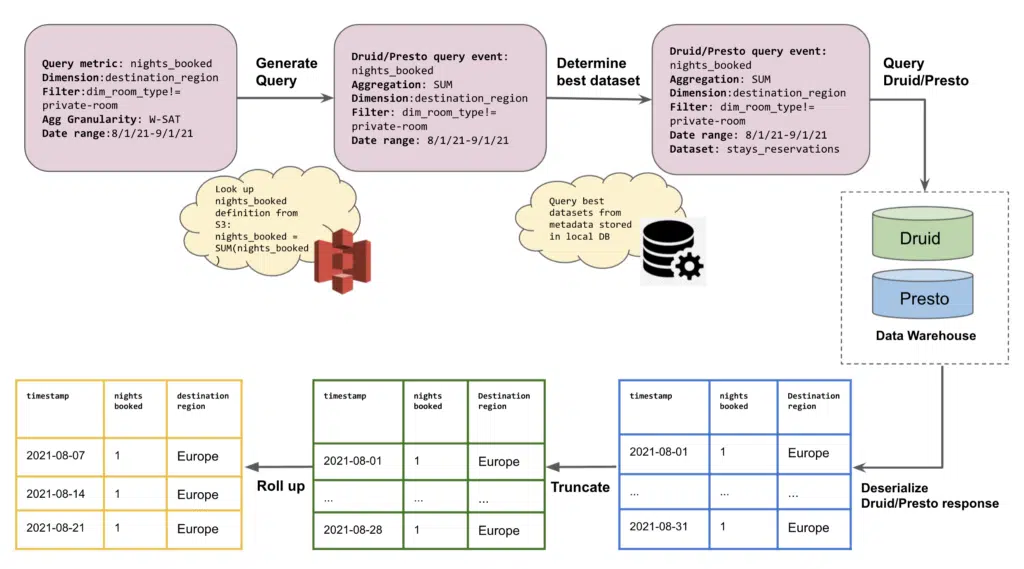 Query metric: nights_booked
Dimension:destination_region
Filter:dim_room_type!=
private-room
Agg Granularity: W-SAT
Date range:8/1/21-9/1/21
Generate
Query
Druid/Presto query event:
nights_booked
Aggregation: SUM
Dimension:destination_region
Filter: dim_room_type!=
private-room
Date range: 8/1/21-9/1/21
Determine
best dataset
Druid/Presto query event:
nights_booked
Aggregation: SUM
Dimension:destination_region
Filter: dim_room_type!=
private-room
Date range: 8/1/21-9/1/21
Dataset: stays_reservations
Query
Druid/Presto
Look up
nights_booked
definition from
S3:
nights_booked =
SUM(nights_booked
)
Query best
datasets from
metadata stored
in local DB
Druid
Presto
Data Warehouse
timestamp nights booked destination region
2021-08-07 1 Europe
2021-08-14 1 Europe
2021-08-21 1 Europe
Roll up
timestamp nights booked Destination region
2021-08-01 1 Europe
... ... ...
2021-08-28 1 Europe
Truncate
timestamp nights booked Destination region
2021-08-01 1 Europe
... ... ...
2021-08-31 1 Europe
Deserialize
Druid/Presto response